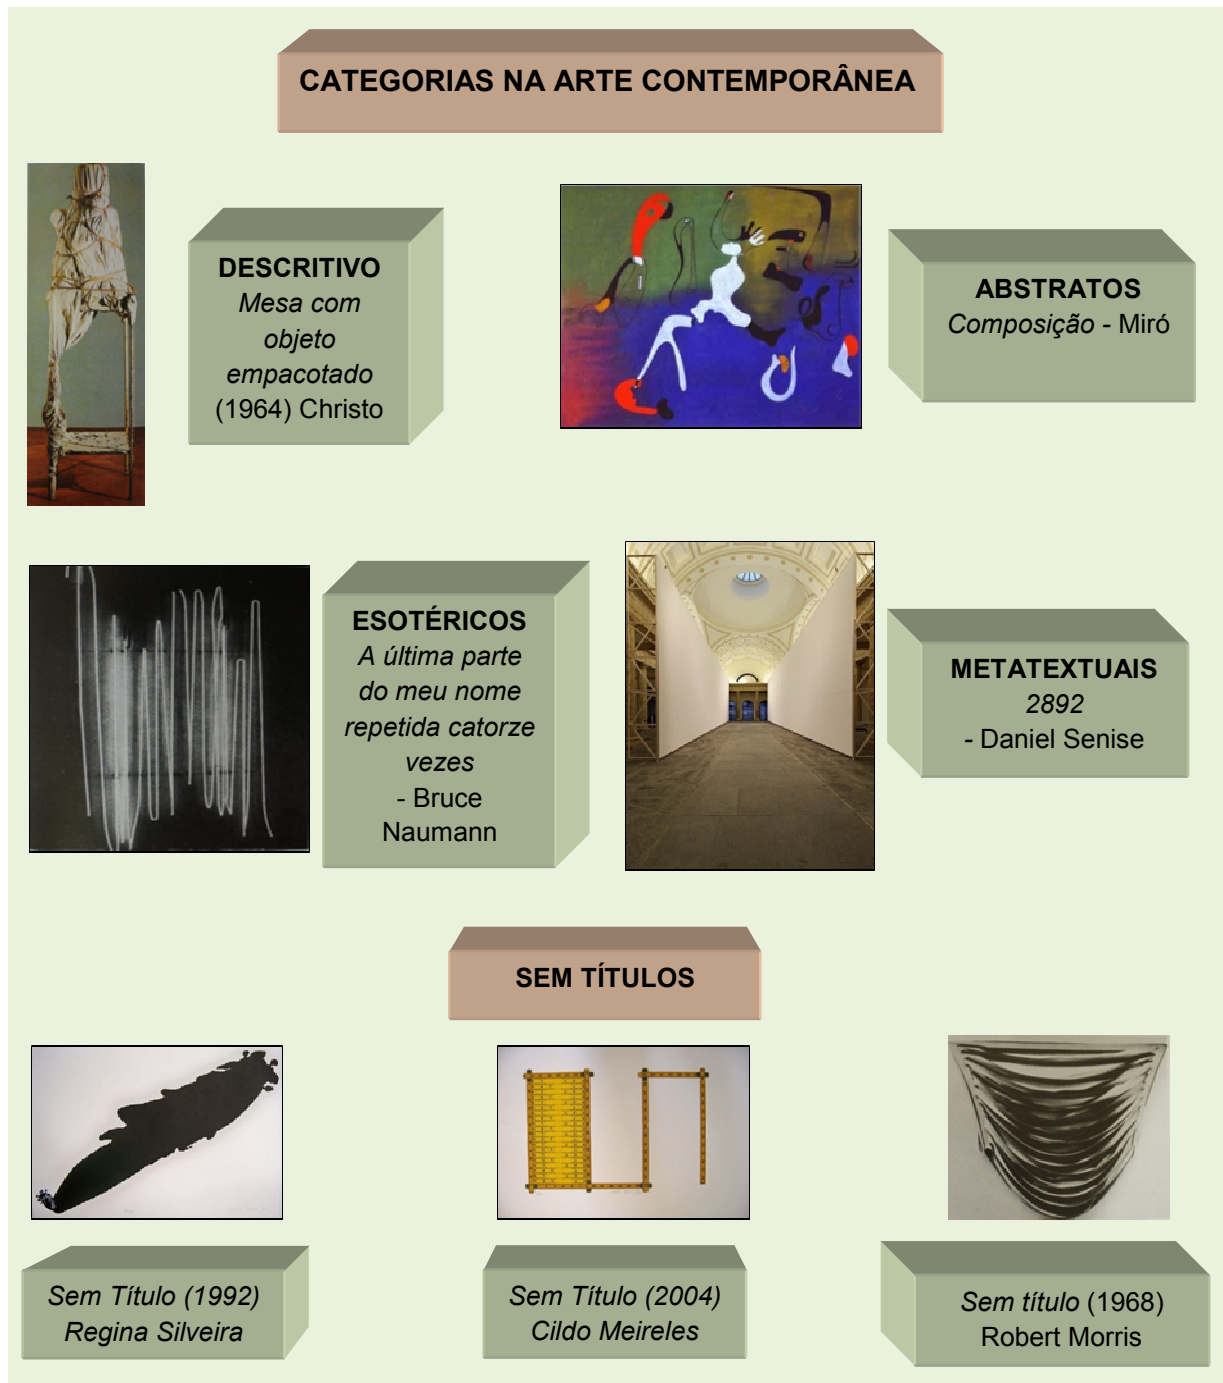 CATEGORIAS NA ARTE CONTEMPORÂNEA
DESCRITIVO
Mesa com
objeto
empacotado
(1964) Christo
ABSTRATOS
Composição - Miró
ESOTÉRICOS
A última parte
do meu nome
repetida catorze
vezes
- Bruce
Naumann
METATEXTUAIS
2892
- Daniel Senise
SEM TÍTULOS
Sem Título (1992)
Regina Silveira
Sem Título (2004)
Cildo Meireles
Sem título (1968)
Robert Morris